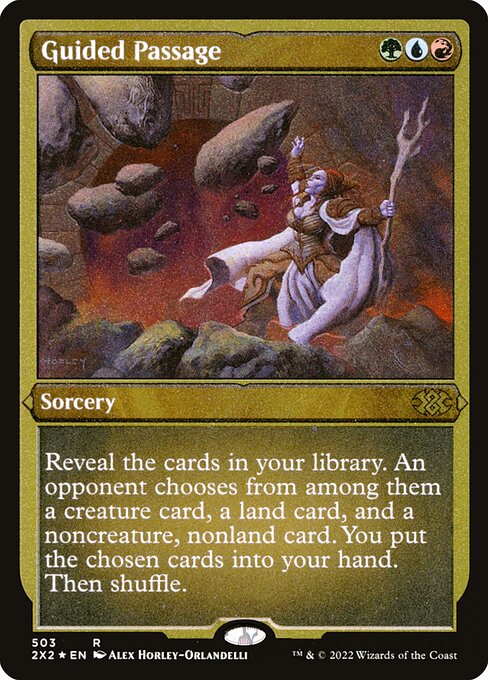 Guided Passage
HORLEY
Sorcery
Reveal the cards in your library. An
opponent chooses from among them
a creature card, a land card, and a
noncreature, nonland card. You put
the chosen cards into your hand.
Then shuffle.
503 R
2X2 ★ EN Alex Horley-Orlandelli ™ & © 2022 Wizards of the Coast